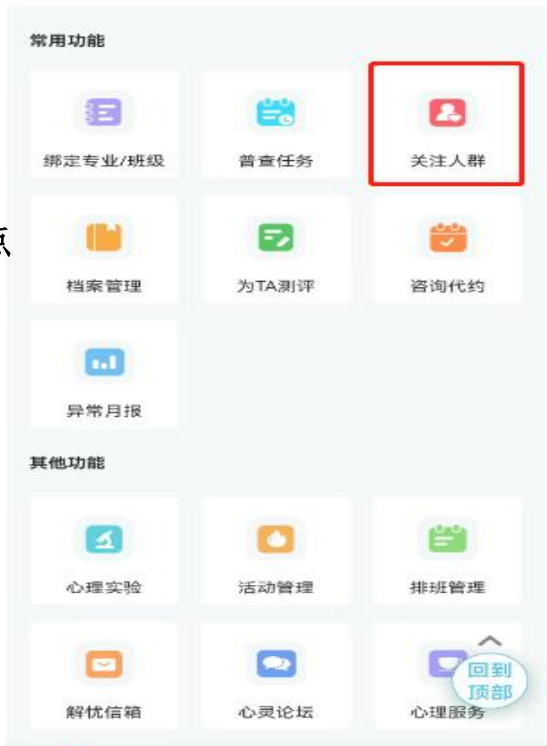 常用功能
绑定专业/班级
普查任务
关注人群
档案管理
为TA测评
咨询代约
异常月报
其他功能
心理实验
活动管理
排班管理
解忧信箱
心灵论坛
心理服务
回到
顶部